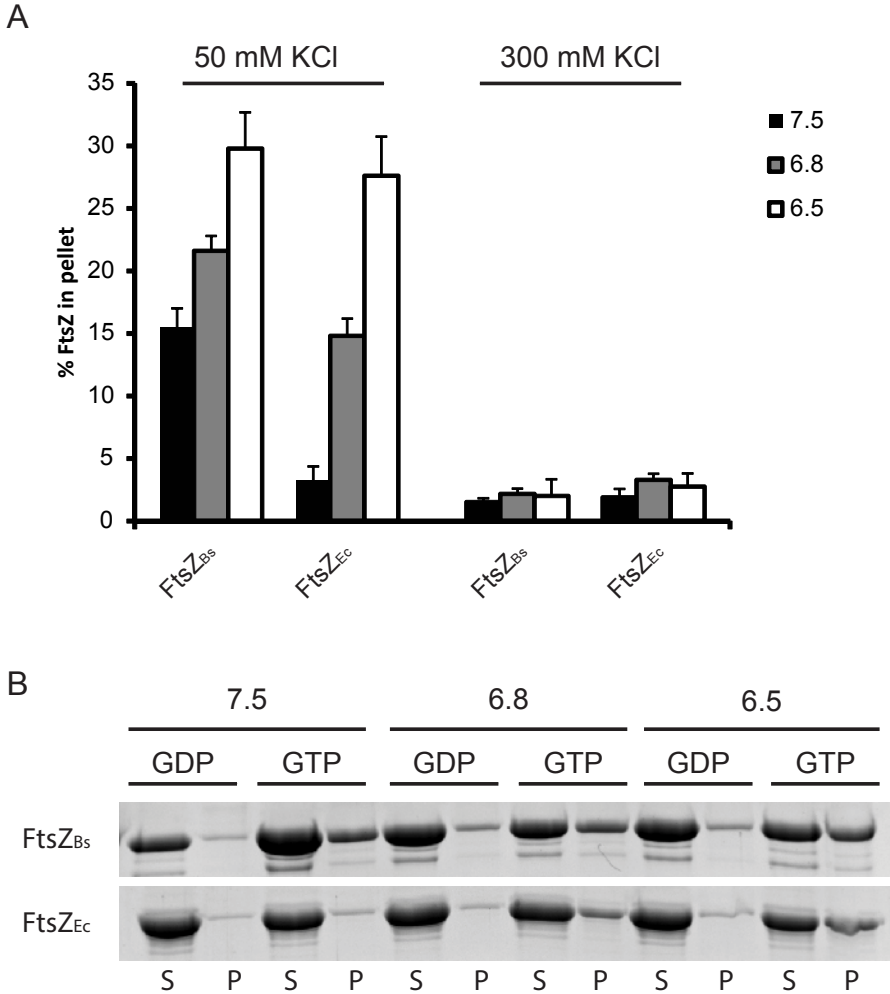 A
50 mM KCl 300 mM KCl
35
30
25
20
15
10
5
0
% FtsZ in pellet
7.5
6.8
6.5
FtsZBs FtsZEc FtsZBs FtsZEc
B
7.5 6.8 6.5
GDP GTP GDP GTP GDP GTP
FtsZBs
FtsZEc
S P S P S P S P S P S P